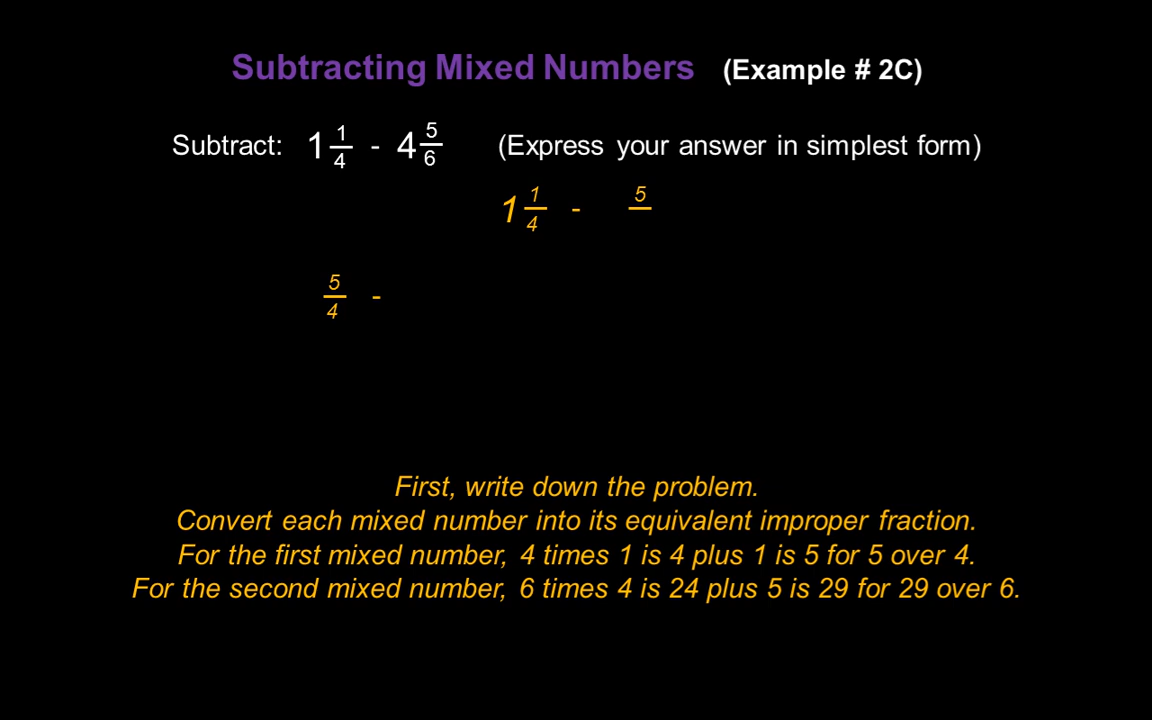 Subtracting Mixed Numbers (Example # 2C)
Subtract: 1 1/4 - 4 5/6 (Express your answer in simplest form)
1 1/4 - 5/
5/4 -
First, write down the problem.
Convert each mixed number into its equivalent improper fraction.
For the first mixed number, 4 times 1 is 4 plus 1 is 5 for 5 over 4.
For the second mixed number, 6 times 4 is 24 plus 5 is 29 for 29 over 6.